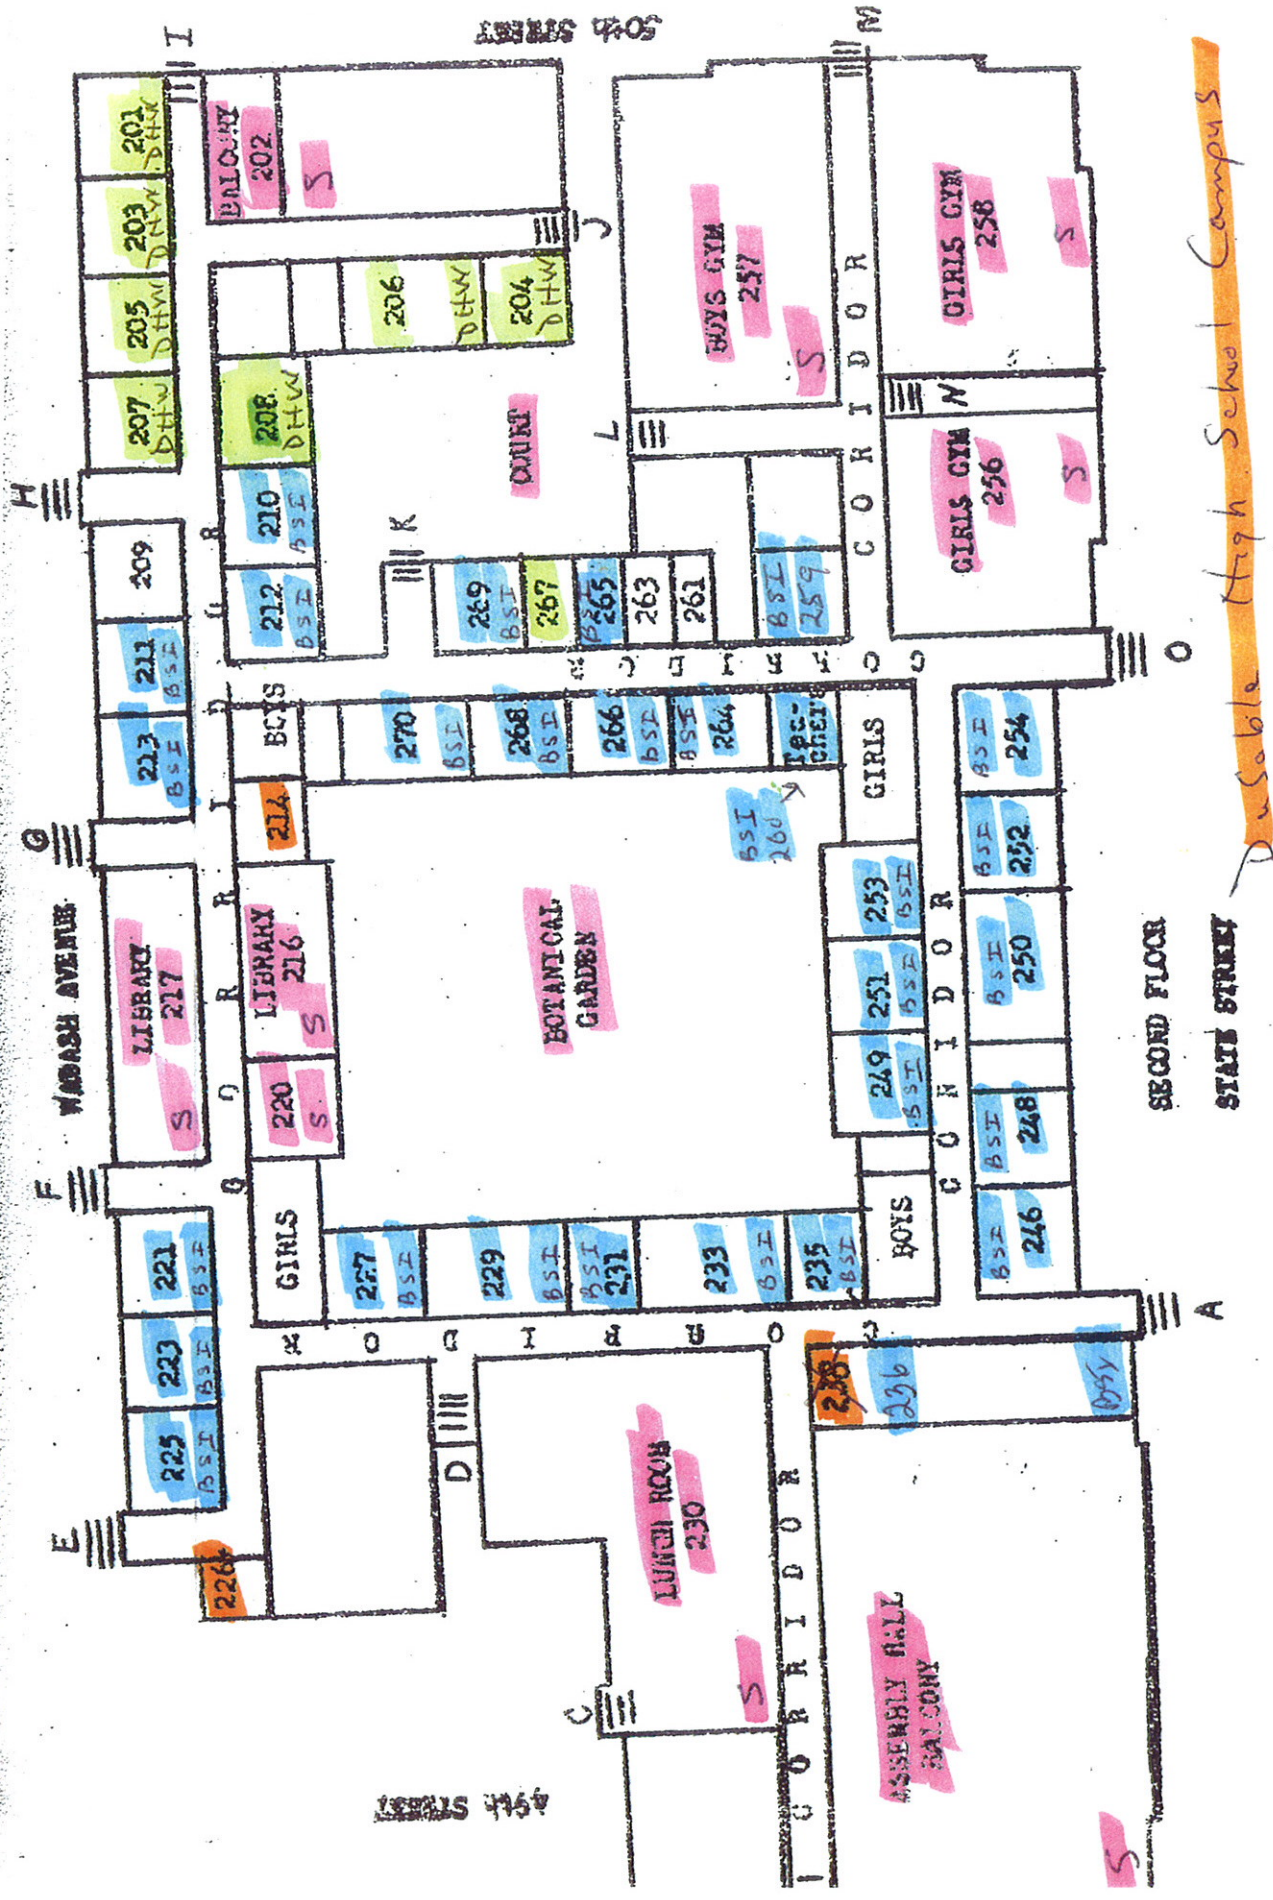 WABASH AVENUE
E
F
G
H
I
225
BSI
223
BSI
221
BSI
LIBRARY
217
S
213
BSI
211
BSI
209
207
DHW
205
DHW
203
DHW
201
DHW
226A
CORRIDOR
GIRLS
220
S
LIBRARY
216
S
214
BOYS
212
BSI
210
BSI
208
DHW
BALCONY
202
S
50th STREET
206
DHW
204
DHW
J
K
COURT
L
227
BSI
229
BSI
BSI
231
233
BSI
235
BSI
BOYS
CORRIDOR
D
BOTANICAL
GARDEN
270
BSI
268
BSI
266
BSI
BSI
264
Tea-
chers
BSI
260
GIRLS
CORRIDOR
269
BSI
267
BSI
265
263
261
BSI
259
BOYS GYM
257
S
CORRIDOR
M
N
GIRLS GYM
256
S
GIRLS GYM
258
S
249
BSI
251
BSI
253
BSI
CORRIDOR
BSI
246
BSI
248
BSI
250
BSI
252
BSI
254
O
A
49th STREET
C
LUNCH ROOM
230
S
CORRIDOR
238
236
ASSEMBLY HALL
BALCONY
S
SECOND FLOOR
STATE STREET
DuSable High School Campus